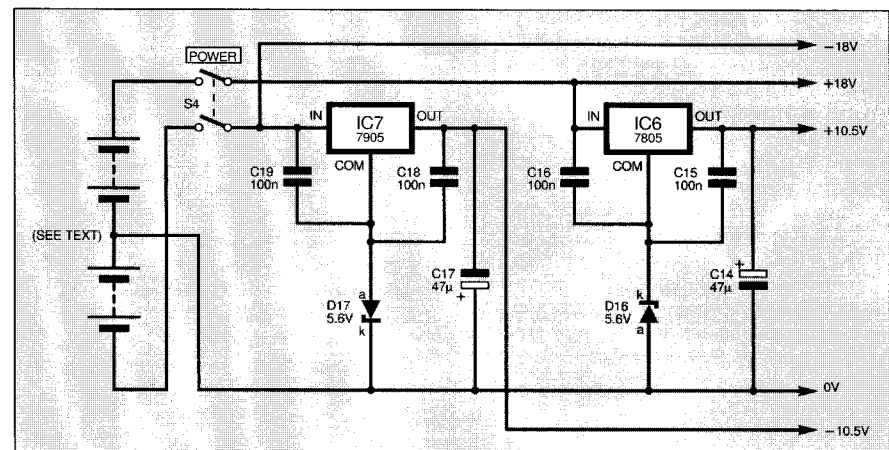 POWER
S4
−18V
+18V
+10.5V
IN
IC7
7905
OUT
COM
IN
IC6
7805
OUT
COM
C19
100n
C18
100n
C16
100n
C15
100n
(SEE TEXT)
a
D17
5.6V
k
C17
47µ
+
k
D16
5.6V
a
+
C14
47µ
0V
−10.5V